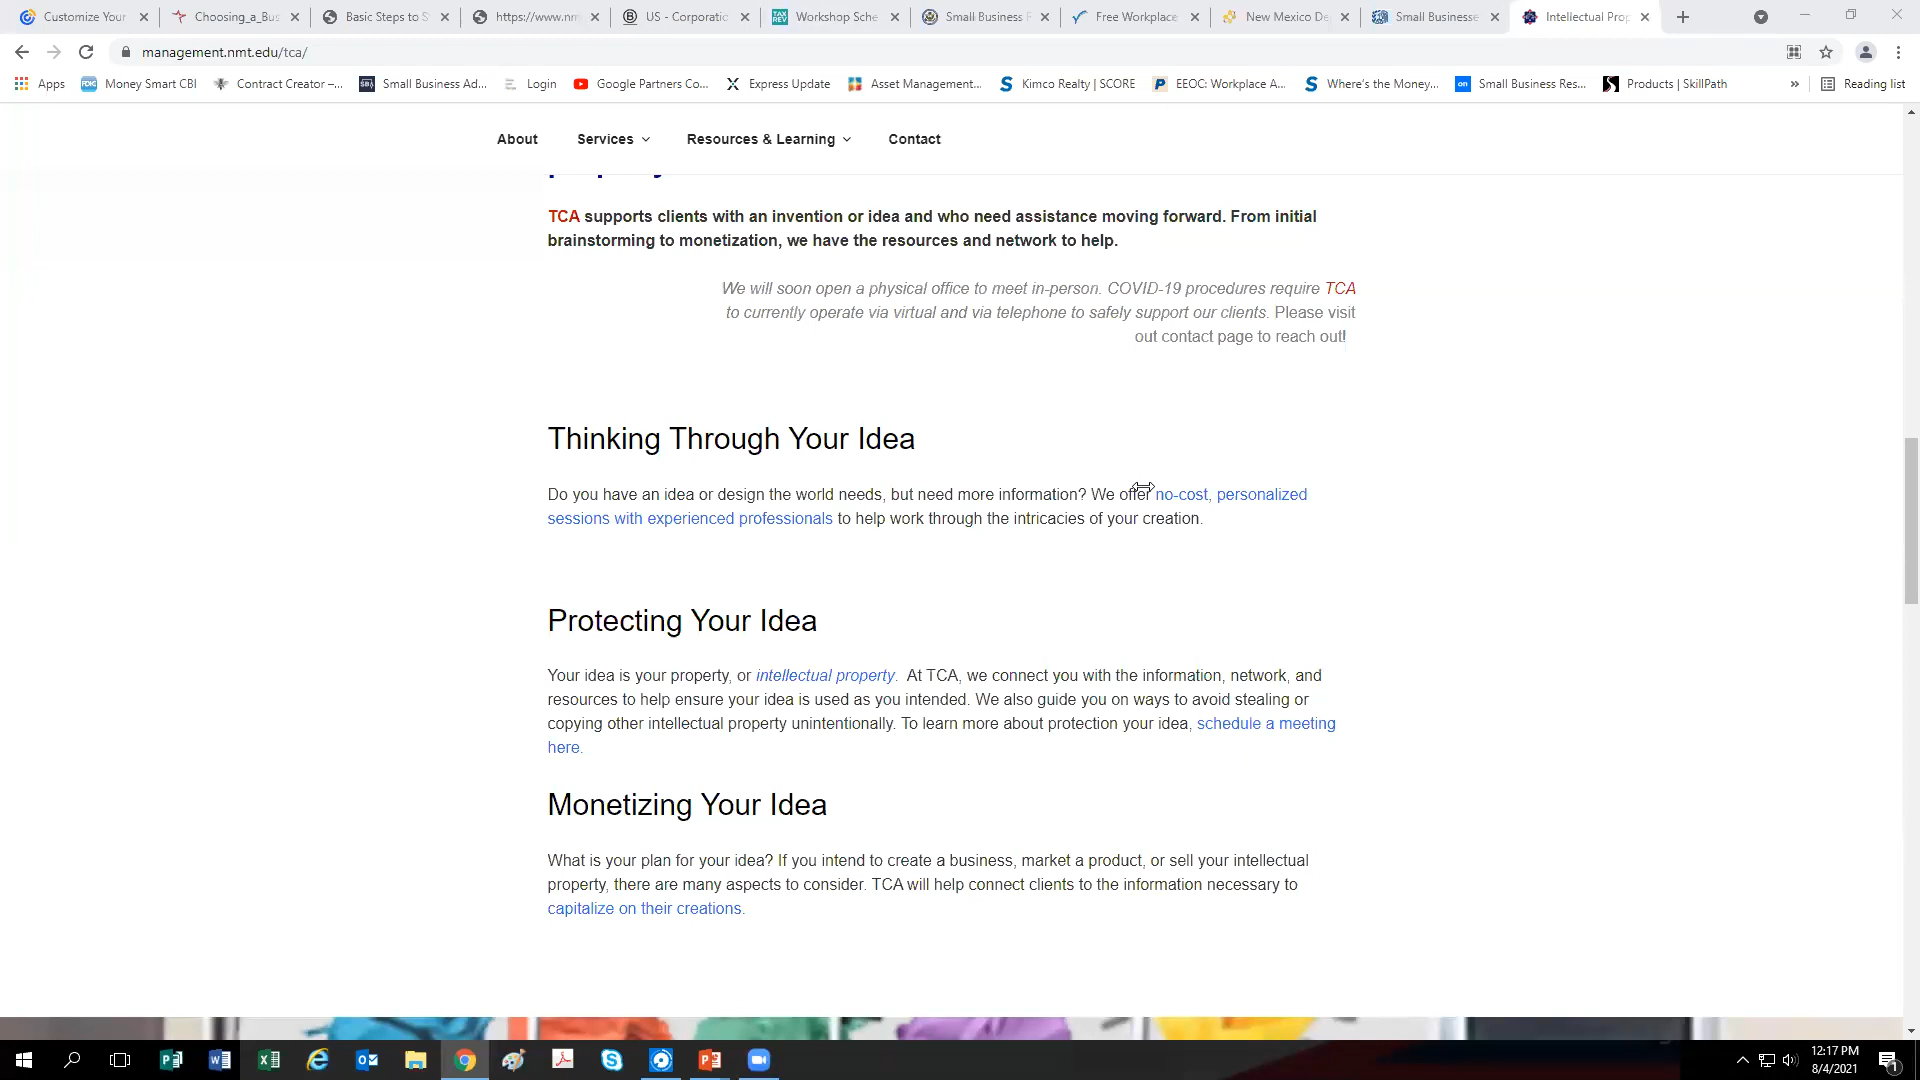 Customize Your
Choosing_a_Bus
Basic Steps to S
https://www.nm
US - Corporatio
Workshop Sche
Small Business F
Free Workplace
New Mexico De
Small Businesse
Intellectual Prop
management.nmt.edu/tca/
Apps
Money Smart CBI
Contract Creator –...
Small Business Ad...
Login
Google Partners Co...
Express Update
Asset Management...
Kimco Realty | SCORE
EEOC: Workplace A...
Where's the Money...
Small Business Res...
Products | SkillPath
»
Reading list
About
Services
Resources & Learning
Contact
TCA supports clients with an invention or idea and who need assistance moving forward. From initial
brainstorming to monetization, we have the resources and network to help.
We will soon open a physical office to meet in-person. COVID-19 procedures require TCA
to currently operate via virtual and via telephone to safely support our clients. Please visit
out contact page to reach out!
Thinking Through Your Idea
Do you have an idea or design the world needs, but need more information? We offer no-cost, personalized
sessions with experienced professionals to help work through the intricacies of your creation.
Protecting Your Idea
Your idea is your property, or intellectual property. At TCA, we connect you with the information, network, and
resources to help ensure your idea is used as you intended. We also guide you on ways to avoid stealing or
copying other intellectual property unintentionally. To learn more about protection your idea, schedule a meeting
here.
Monetizing Your Idea
What is your plan for your idea? If you intend to create a business, market a product, or sell your intellectual
property, there are many aspects to consider. TCA will help connect clients to the information necessary to
capitalize on their creations.
12:17 PM
8/4/2021